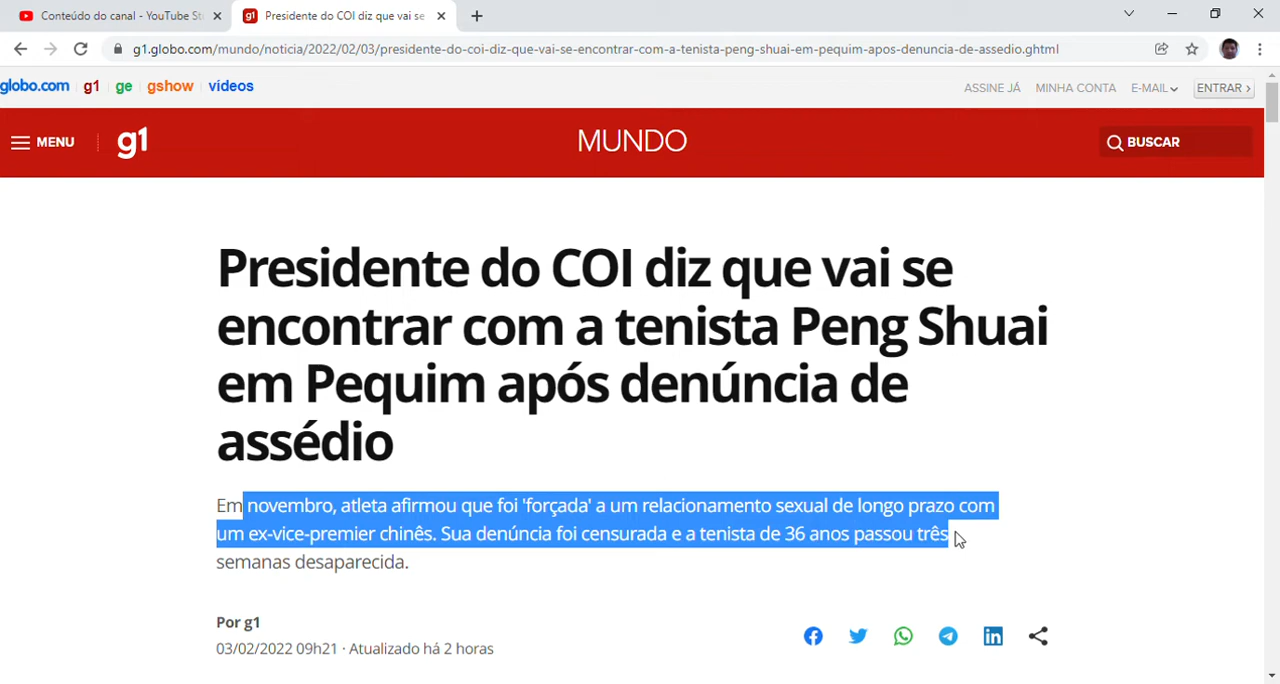 Conteúdo do canal - YouTube St
Presidente do COI diz que vai se
g1.globo.com/mundo/noticia/2022/02/03/presidente-do-coi-diz-que-vai-se-encontrar-com-a-tenista-peng-shuai-em-pequim-apos-denuncia-de-assedio.ghtml
globo.com g1 ge gshow vídeos ASSINE JÁ MINHA CONTA E-MAIL ENTRAR ›
MENU g1 MUNDO BUSCAR
Presidente do COI diz que vai se
encontrar com a tenista Peng Shuai
em Pequim após denúncia de
assédio
Em novembro, atleta afirmou que foi 'forçada' a um relacionamento sexual de longo prazo com
um ex-vice-premier chinês. Sua denúncia foi censurada e a tenista de 36 anos passou três
semanas desaparecida.
Por g1
03/02/2022 09h21 · Atualizado há 2 horas